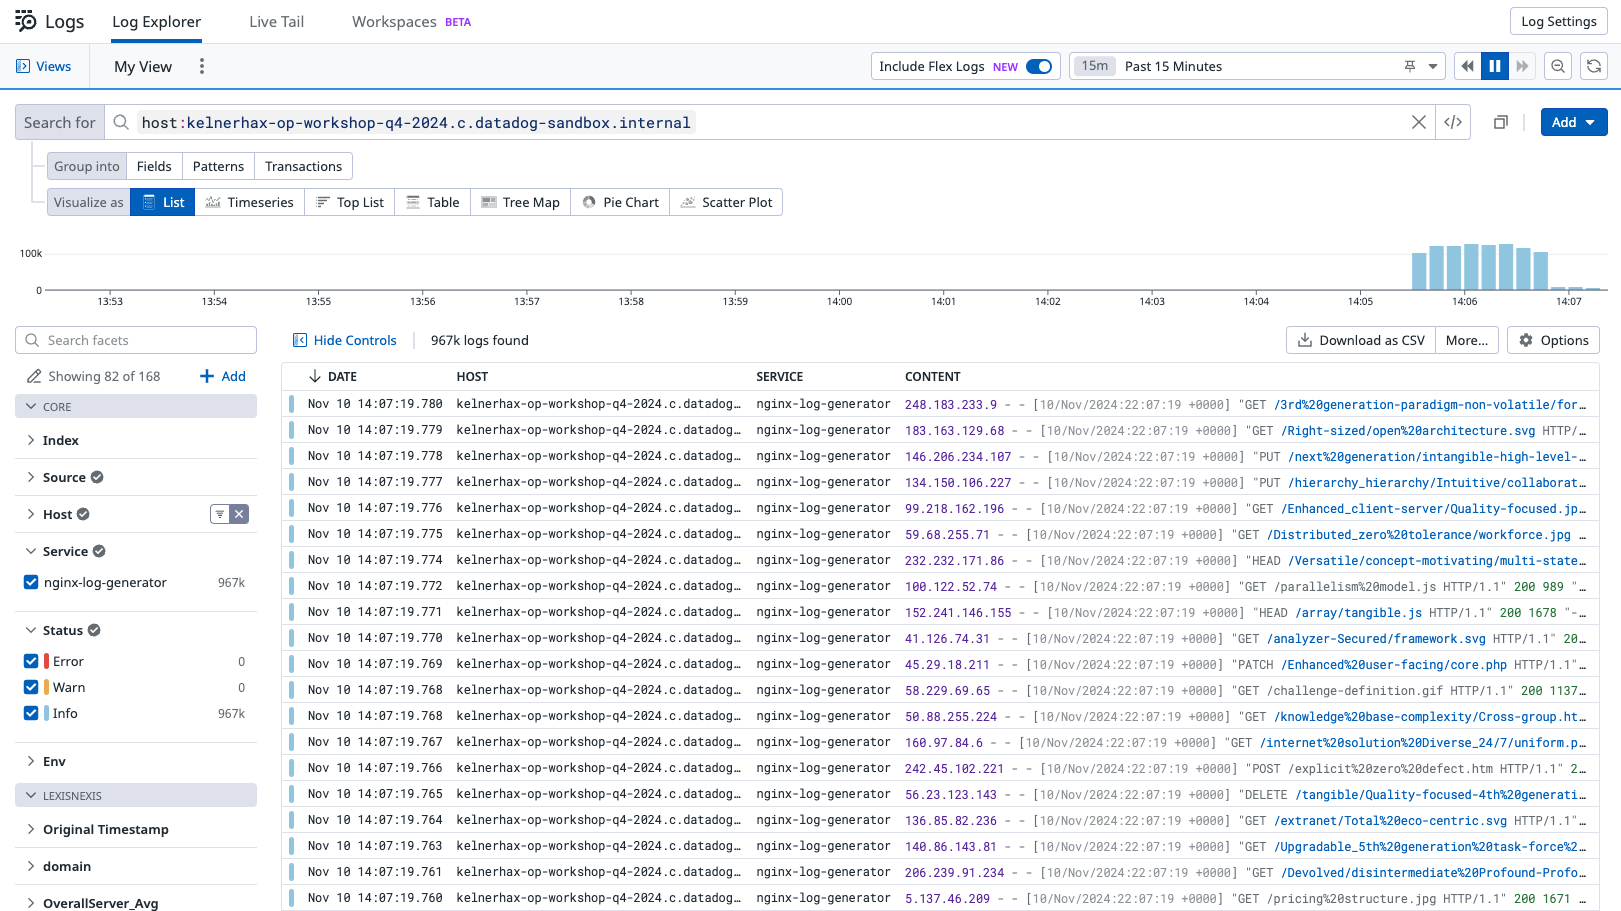 Logs Log Explorer Live Tail Workspaces BETA Log Settings
Views My View Include Flex Logs NEW 15m Past 15 Minutes
Search for host:kelnerhax-op-workshop-q4-2024.c.datadog-sandbox.internal </> Add
Group into Fields Patterns Transactions
Visualize as List Timeseries Top List Table Tree Map Pie Chart Scatter Plot
100k
0
13:53 13:54 13:55 13:56 13:57 13:58 13:59 14:00 14:01 14:02 14:03 14:04 14:05 14:06 14:07
Search facets
Showing 82 of 168 Add
CORE
Index
Source
Host
Service
nginx-log-generator 967k
Status
Error 0
Warn 0
Info 967k
Env
LEXISNEXIS
Original Timestamp
domain
OverallServer_Avg
Hide Controls 967k logs found Download as CSV More... Options
DATE HOST SERVICE CONTENT
Nov 10 14:07:19.780 kelnerhax-op-workshop-q4-2024.c.datadog… nginx-log-generator 248.183.233.9 - - [10/Nov/2024:22:07:19 +0000] "GET /3rd%20generation-paradigm-non-volatile/for…
Nov 10 14:07:19.779 kelnerhax-op-workshop-q4-2024.c.datadog… nginx-log-generator 183.163.129.68 - - [10/Nov/2024:22:07:19 +0000] "GET /Right-sized/open%20architecture.svg HTTP/…
Nov 10 14:07:19.778 kelnerhax-op-workshop-q4-2024.c.datadog… nginx-log-generator 146.206.234.107 - - [10/Nov/2024:22:07:19 +0000] "PUT /next%20generation/intangible-high-level-…
Nov 10 14:07:19.777 kelnerhax-op-workshop-q4-2024.c.datadog… nginx-log-generator 134.150.106.227 - - [10/Nov/2024:22:07:19 +0000] "PUT /hierarchy_hierarchy/Intuitive/collaborat…
Nov 10 14:07:19.776 kelnerhax-op-workshop-q4-2024.c.datadog… nginx-log-generator 99.218.162.196 - - [10/Nov/2024:22:07:19 +0000] "GET /Enhanced_client-server/Quality-focused.jp…
Nov 10 14:07:19.775 kelnerhax-op-workshop-q4-2024.c.datadog… nginx-log-generator 59.68.255.71 - - [10/Nov/2024:22:07:19 +0000] "GET /Distributed_zero%20tolerance/workforce.jpg …
Nov 10 14:07:19.774 kelnerhax-op-workshop-q4-2024.c.datadog… nginx-log-generator 232.232.171.86 - - [10/Nov/2024:22:07:19 +0000] "HEAD /Versatile/concept-motivating/multi-state…
Nov 10 14:07:19.772 kelnerhax-op-workshop-q4-2024.c.datadog… nginx-log-generator 100.122.52.74 - - [10/Nov/2024:22:07:19 +0000] "GET /parallelism%20model.js HTTP/1.1" 200 989 "…
Nov 10 14:07:19.771 kelnerhax-op-workshop-q4-2024.c.datadog… nginx-log-generator 152.241.146.155 - - [10/Nov/2024:22:07:19 +0000] "HEAD /array/tangible.js HTTP/1.1" 200 1678 "-…
Nov 10 14:07:19.770 kelnerhax-op-workshop-q4-2024.c.datadog… nginx-log-generator 41.126.74.31 - - [10/Nov/2024:22:07:19 +0000] "GET /analyzer-Secured/framework.svg HTTP/1.1" 20…
Nov 10 14:07:19.769 kelnerhax-op-workshop-q4-2024.c.datadog… nginx-log-generator 45.29.18.211 - - [10/Nov/2024:22:07:19 +0000] "PATCH /Enhanced%20user-facing/core.php HTTP/1.1"…
Nov 10 14:07:19.768 kelnerhax-op-workshop-q4-2024.c.datadog… nginx-log-generator 58.229.69.65 - - [10/Nov/2024:22:07:19 +0000] "GET /challenge-definition.gif HTTP/1.1" 200 1137…
Nov 10 14:07:19.768 kelnerhax-op-workshop-q4-2024.c.datadog… nginx-log-generator 50.88.255.224 - - [10/Nov/2024:22:07:19 +0000] "GET /knowledge%20base-complexity/Cross-group.ht…
Nov 10 14:07:19.767 kelnerhax-op-workshop-q4-2024.c.datadog… nginx-log-generator 160.97.84.6 - - [10/Nov/2024:22:07:19 +0000] "GET /internet%20solution%20Diverse_24/7/uniform.p…
Nov 10 14:07:19.766 kelnerhax-op-workshop-q4-2024.c.datadog… nginx-log-generator 242.45.102.221 - - [10/Nov/2024:22:07:19 +0000] "POST /explicit%20zero%20defect.htm HTTP/1.1" 2…
Nov 10 14:07:19.765 kelnerhax-op-workshop-q4-2024.c.datadog… nginx-log-generator 56.23.123.143 - - [10/Nov/2024:22:07:19 +0000] "DELETE /tangible/Quality-focused-4th%20generati…
Nov 10 14:07:19.764 kelnerhax-op-workshop-q4-2024.c.datadog… nginx-log-generator 136.85.82.236 - - [10/Nov/2024:22:07:19 +0000] "GET /extranet/Total%20eco-centric.svg HTTP/1.1"…
Nov 10 14:07:19.763 kelnerhax-op-workshop-q4-2024.c.datadog… nginx-log-generator 140.86.143.81 - - [10/Nov/2024:22:07:19 +0000] "GET /Upgradable_5th%20generation%20task-force%2…
Nov 10 14:07:19.761 kelnerhax-op-workshop-q4-2024.c.datadog… nginx-log-generator 206.239.91.234 - - [10/Nov/2024:22:07:19 +0000] "GET /Devolved/disintermediate%20Profound-Profo…
Nov 10 14:07:19.760 kelnerhax-op-workshop-q4-2024.c.datadog… nginx-log-generator 5.137.46.209 - - [10/Nov/2024:22:07:19 +0000] "GET /pricing%20structure.jpg HTTP/1.1" 200 1671 …